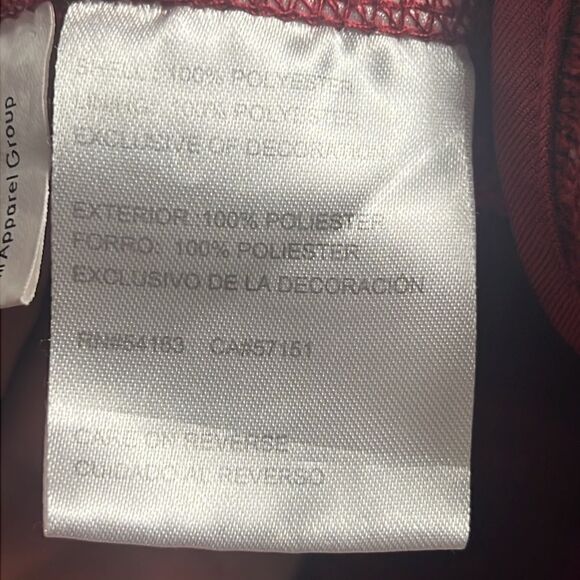 SHELL: 100% POLYESTER
LINING: 100% POLYESTER
EXCLUSIVE OF DECORATION
EXTERIOR: 100% POLIESTER
FORRO: 100% POLIESTER
EXCLUSIVO DE LA DECORACIÓN
RN#54163 CA#57151
CARE ON REVERSE
CUIDADO AL REVERSO
Apparel Group